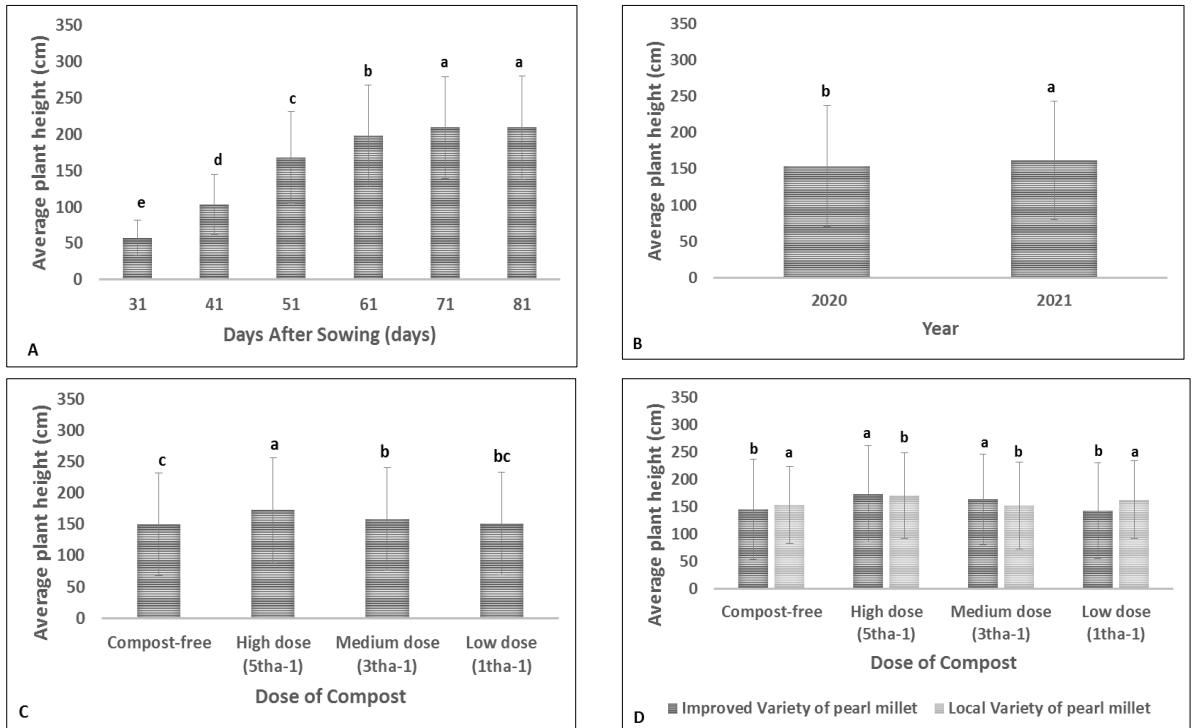 Average plant height (cm)
350
300
250
200
150
100
50
0
e
d
c
b
a
a
31 41 51 61 71 81
Days After Sowing (days)
A
Average plant height (cm)
350
300
250
200
150
100
50
0
b
a
2020 2021
Year
B
Average plant height (cm)
350
300
250
200
150
100
50
0
c
a
b
bc
Compost-free High dose Medium dose Low dose
(5tha-1) (3tha-1) (1tha-1)
Dose of Compost
C
Average plant height (cm)
350
300
250
200
150
100
50
0
b a a b a b b a
Compost-free High dose Medium dose Low dose
(5tha-1) (3tha-1) (1tha-1)
Dose of Compost
Improved Variety of pearl millet Local Variety of pearl millet
D